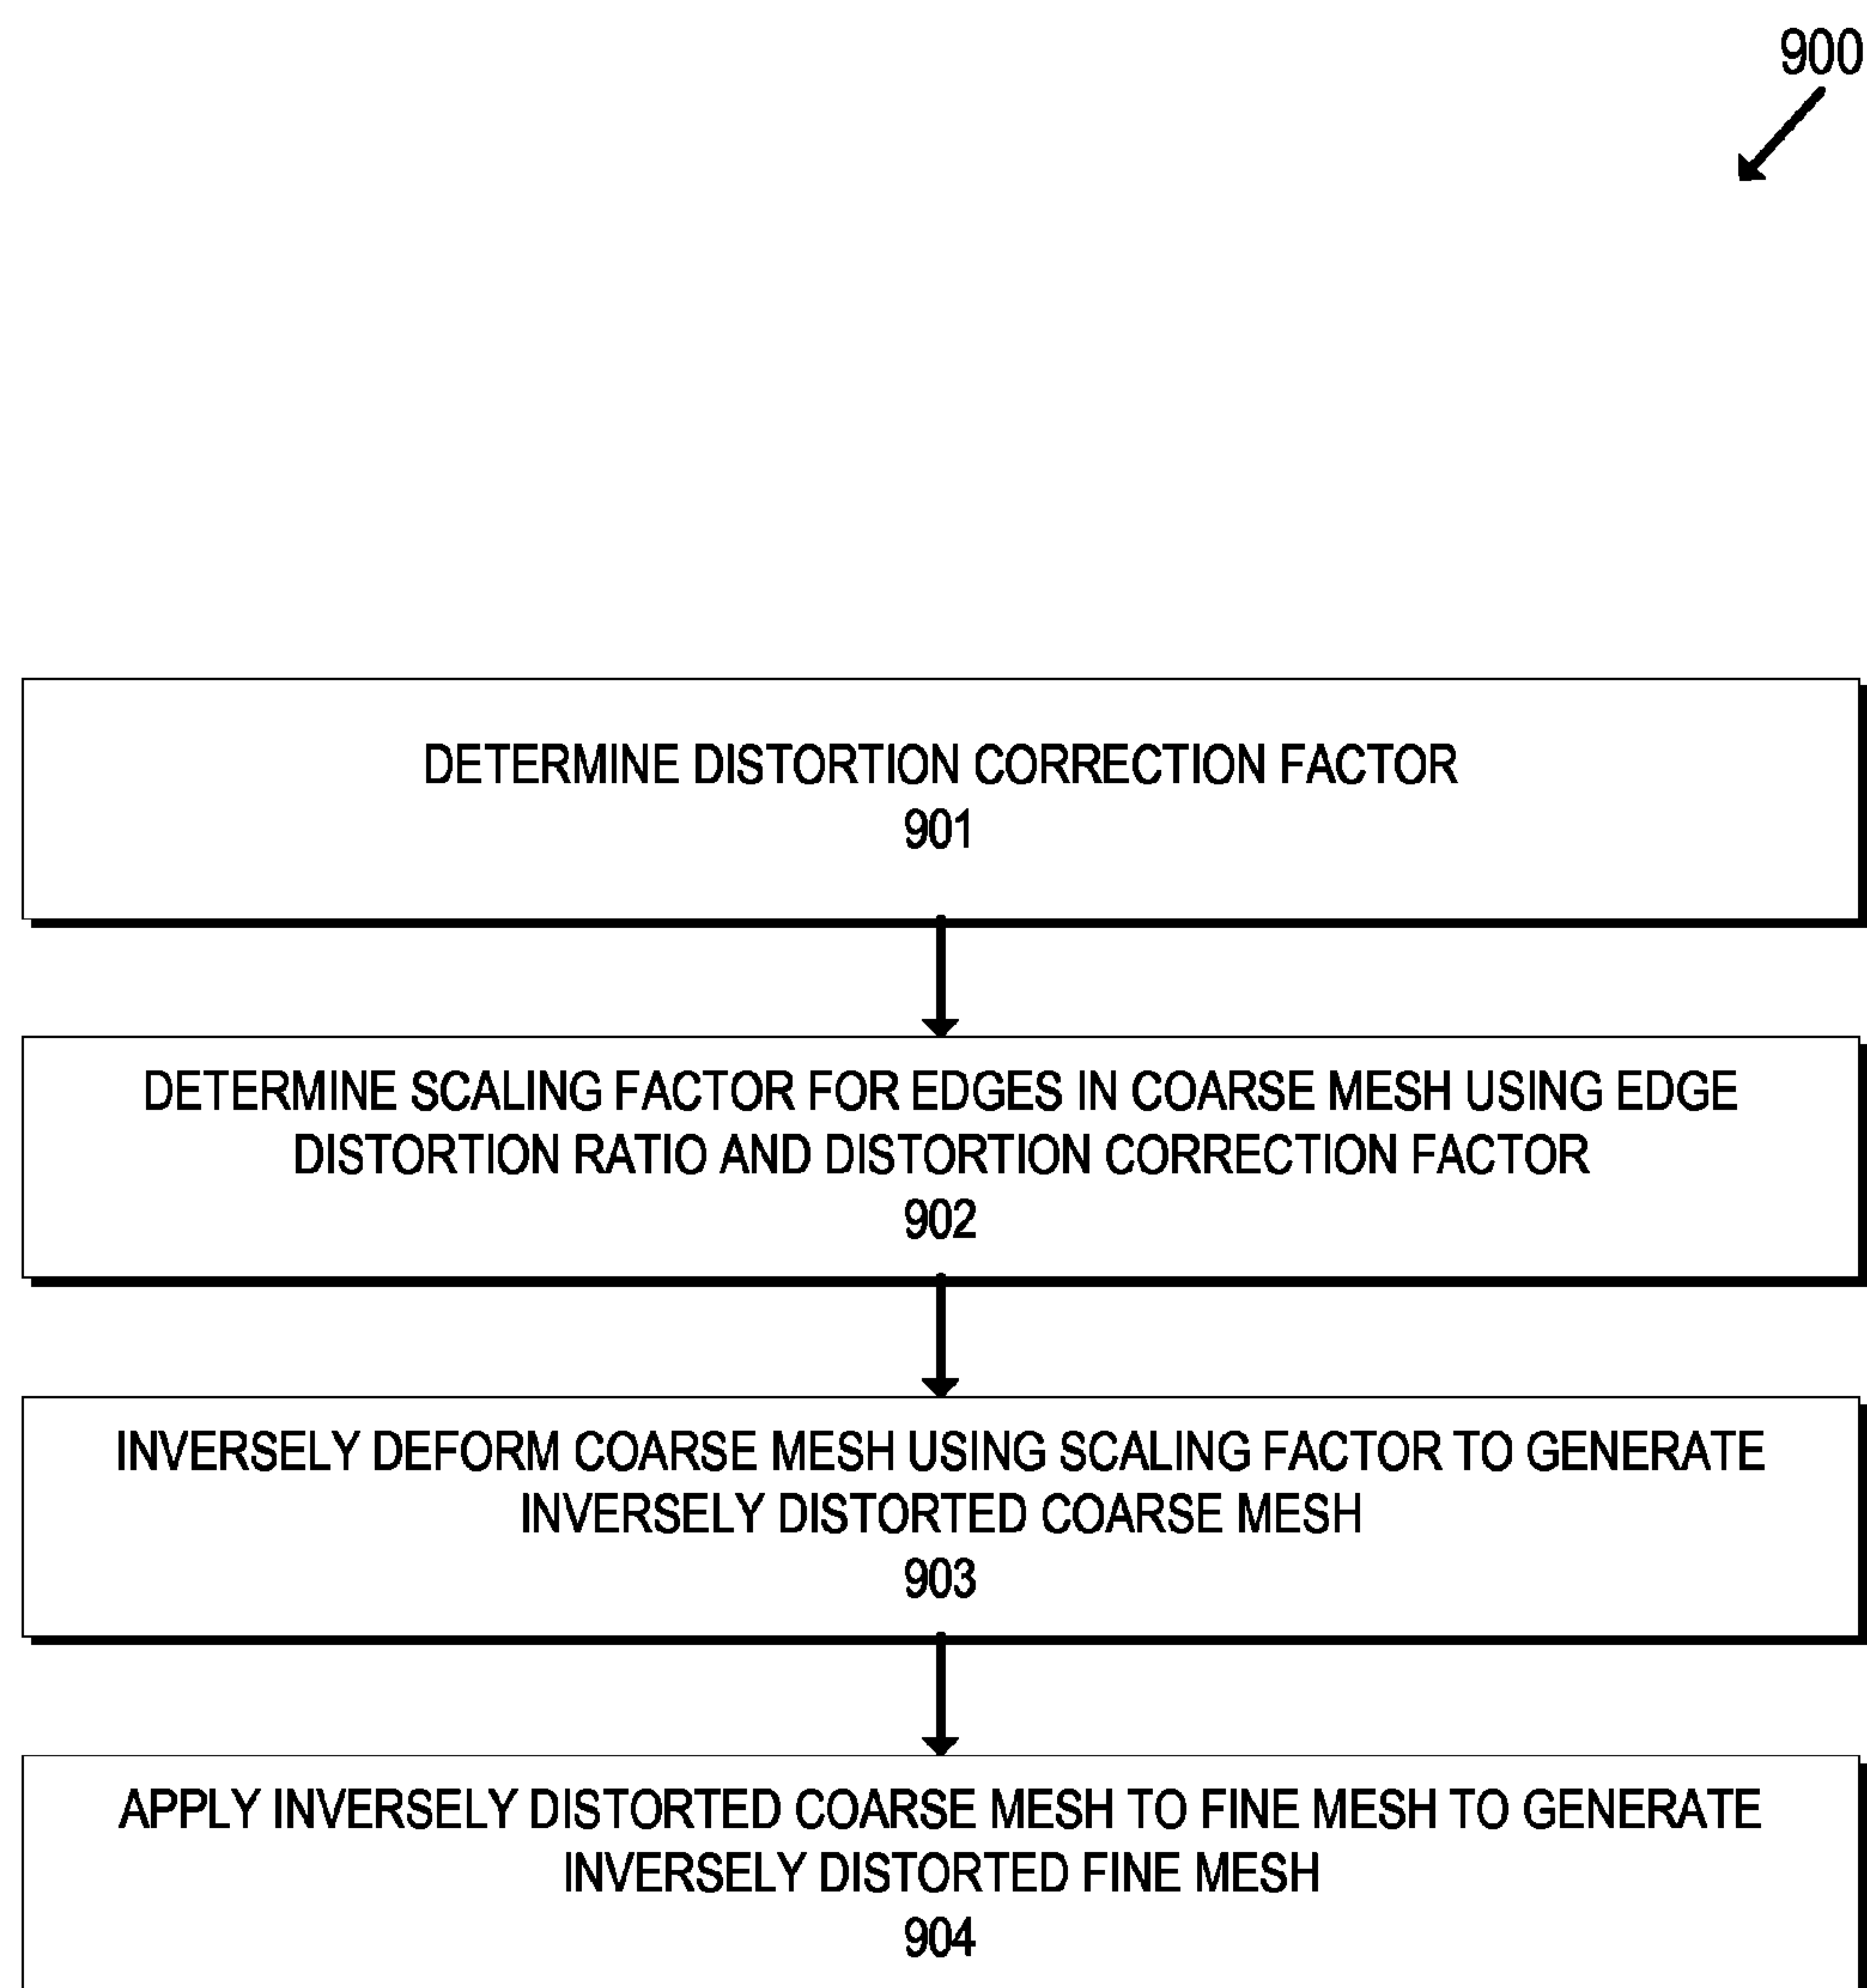 900
DETERMINE DISTORTION CORRECTION FACTOR
901
DETERMINE SCALING FACTOR FOR EDGES IN COARSE MESH USING EDGE
DISTORTION RATIO AND DISTORTION CORRECTION FACTOR
902
INVERSELY DEFORM COARSE MESH USING SCALING FACTOR TO GENERATE
INVERSELY DISTORTED COARSE MESH
903
APPLY INVERSELY DISTORTED COARSE MESH TO FINE MESH TO GENERATE
INVERSELY DISTORTED FINE MESH
904